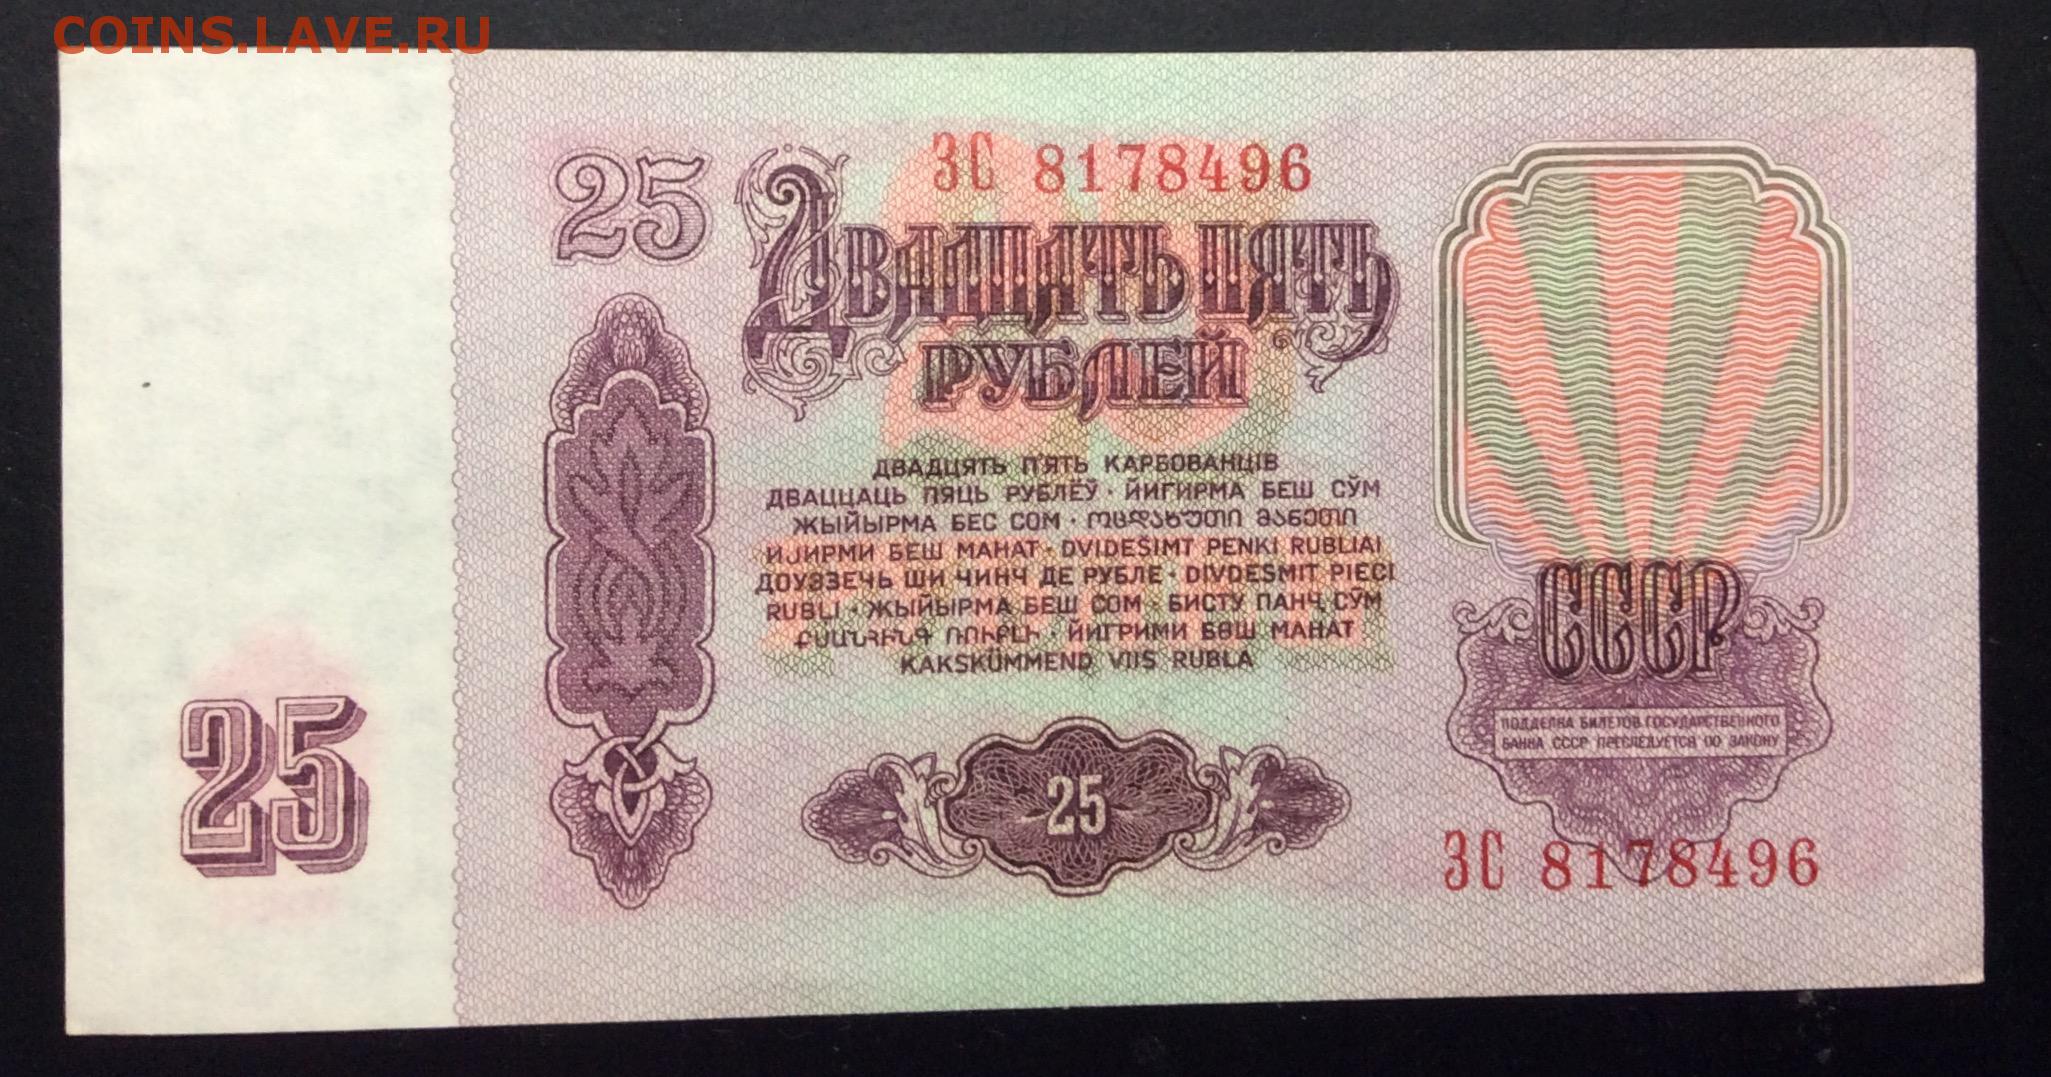 COINS.LAVE.RU
25
ЗС 8178496
ДВАДЦАТЬ ПЯТЬ
РУБЛЕЙ
ДВАДЦЯТЬ П'ЯТЬ КАРБОВАНЦІВ
ДВАЦЦАЦЬ ПЯЦЬ РУБЛЁЎ · ЙИГИРМА БЕШ СЎМ
ЖЫЙЫРМА БЕС СОМ · ᲝᲪᲓᲐᲮᲣᲗᲘ ᲛᲐᲜᲔᲗᲘ
ИЈИРМИ БЕШ МАНАТ · DVIDEŠIMT PENKI RUBLIAI
ДОУЭЗЕЧЬ ШИ ЧИНЧ ДЕ РУБЛЕ · DIVDESMIT PIECI
RUBĻI · ЖЫЙЫРМА БЕШ СОМ · БИСТУ ПАНҶ СЎМ
ՔՍԱՆՀԻՆԳ ՌՈՒԲԼԻ · ЙИГРИМИ БӘШ МАНАТ
KAKSKÜMMEND VIIS RUBLA
СССР
ПОДДЕЛКА БИЛЕТОВ ГОСУДАРСТВЕННОГО
БАНКА СССР ПРЕСЛЕДУЕТСЯ ПО ЗАКОНУ
25
25
ЗС 8178496